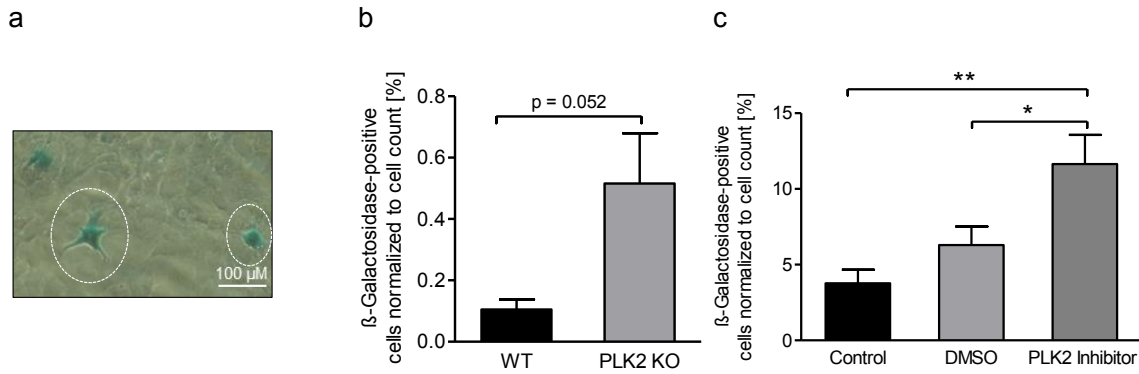 a
100 µM
b
ß-Galactosidase-positive
cells normalized to cell count [%]
0.8
0.6
0.4
0.2
0.0
p = 0.052
WT
PLK2 KO
c
ß-Galactosidase-positive
cells normalized to cell count [%]
15
10
5
0
**
*
Control
DMSO
PLK2 Inhibitor